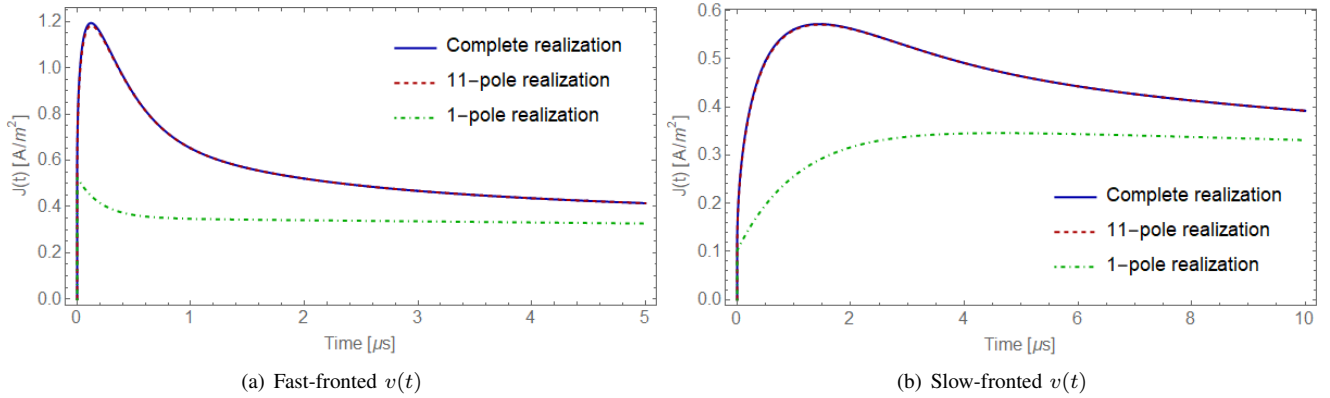 1.2
1.0
0.8
0.6
0.4
0.2
0.0
J(t) [A/m²]
Complete realization
11-pole realization
1-pole realization
0 1 2 3 4 5
Time [μs]
(a) Fast-fronted v(t)
0.6
0.5
0.4
0.3
0.2
0.1
0.0
J(t) [A/m²]
Complete realization
11-pole realization
1-pole realization
0 2 4 6 8 10
Time [μs]
(b) Slow-fronted v(t)